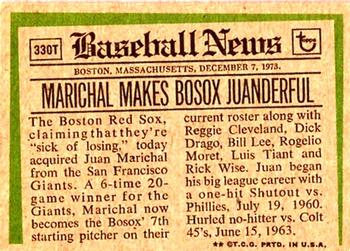 330T
Baseball News
BOSTON, MASSACHUSETTS, DECEMBER 7, 1973.
MARICHAL MAKES BOSOX JUANDERFUL
The Boston Red Sox,
claiming that they're
"sick of losing," today
acquired Juan Marichal
from the San Francisco
Giants. A 6-time 20-
game winner for the
Giants, Marichal now
becomes the Bosox' 7th
starting pitcher on their
current roster along with
Reggie Cleveland, Dick
Drago, Bill Lee, Rogelio
Moret, Luis Tiant and
Rick Wise. Juan began
his big league career with
a one-hit Shutout vs.
Phillies, July 19, 1960.
Hurled no-hitter vs. Colt
45's, June 15, 1963.
** ©T.C.G. PRTD. IN U.S.A.